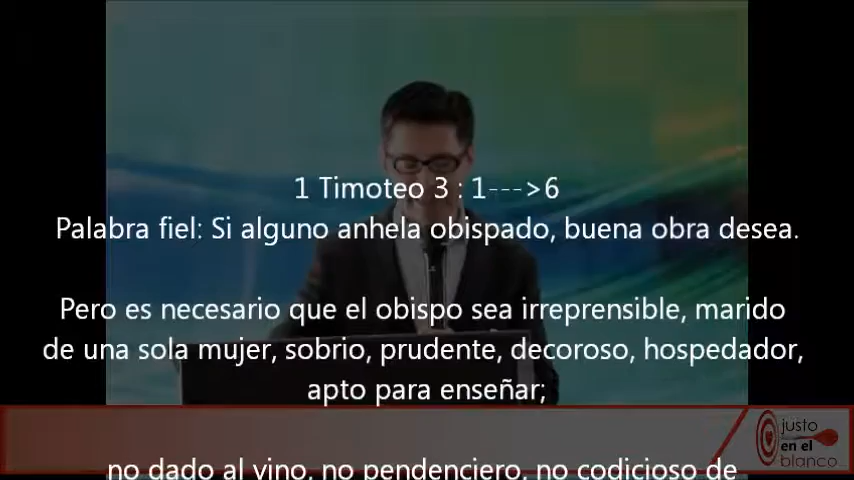 1 Timoteo 3 : 1--->6
Palabra fiel: Si alguno anhela obispado, buena obra desea.
Pero es necesario que el obispo sea irreprensible, marido
de una sola mujer, sobrio, prudente, decoroso, hospedador,
apto para enseñar;
no dado al vino, no pendenciero, no codicioso de
justo
en el
blanco